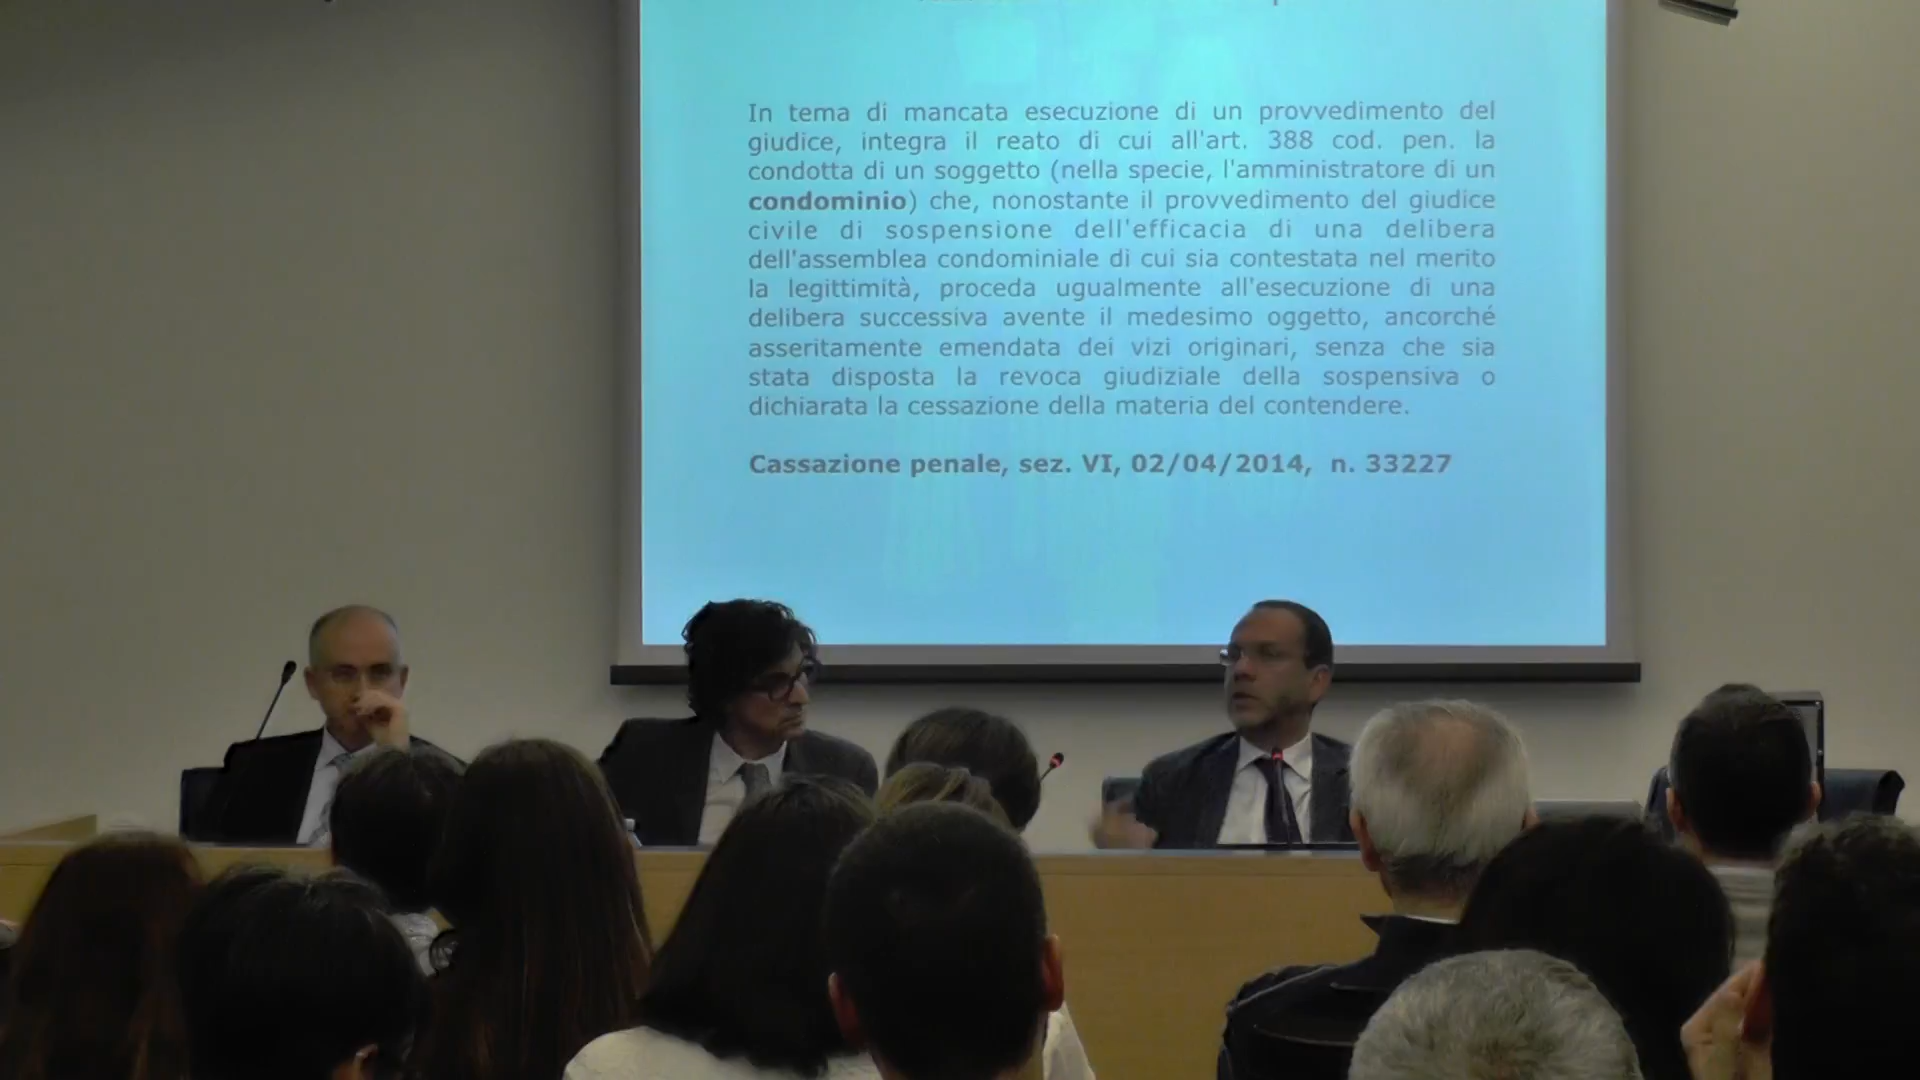 In tema di mancata esecuzione di un provvedimento del
giudice, integra il reato di cui all'art. 388 cod. pen. la
condotta di un soggetto (nella specie, l'amministratore di un
condominio) che, nonostante il provvedimento del giudice
civile di sospensione dell'efficacia di una delibera
dell'assemblea condominiale di cui sia contestata nel merito
la legittimità, proceda ugualmente all'esecuzione di una
delibera successiva avente il medesimo oggetto, ancorché
asseritamente emendata dei vizi originari, senza che sia
stata disposta la revoca giudiziale della sospensiva o
dichiarata la cessazione della materia del contendere.
Cassazione penale, sez. VI, 02/04/2014, n. 33227